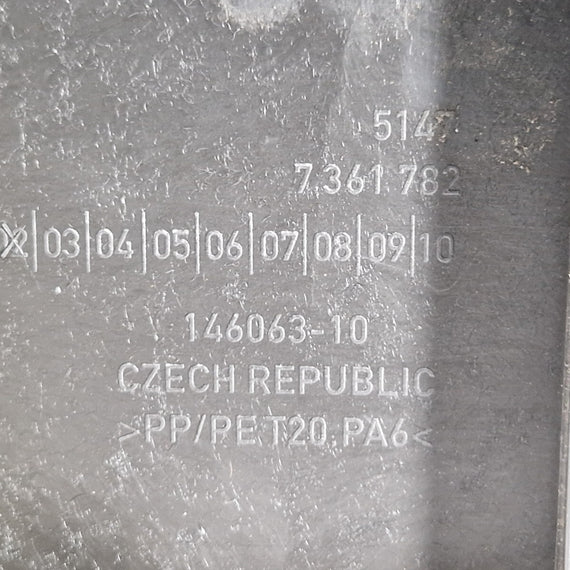 5147
7 361 782
02|03|04|05|06|07|08|09|10
146063-10
CZECH REPUBLIC
>PP/PE T20, PA6<